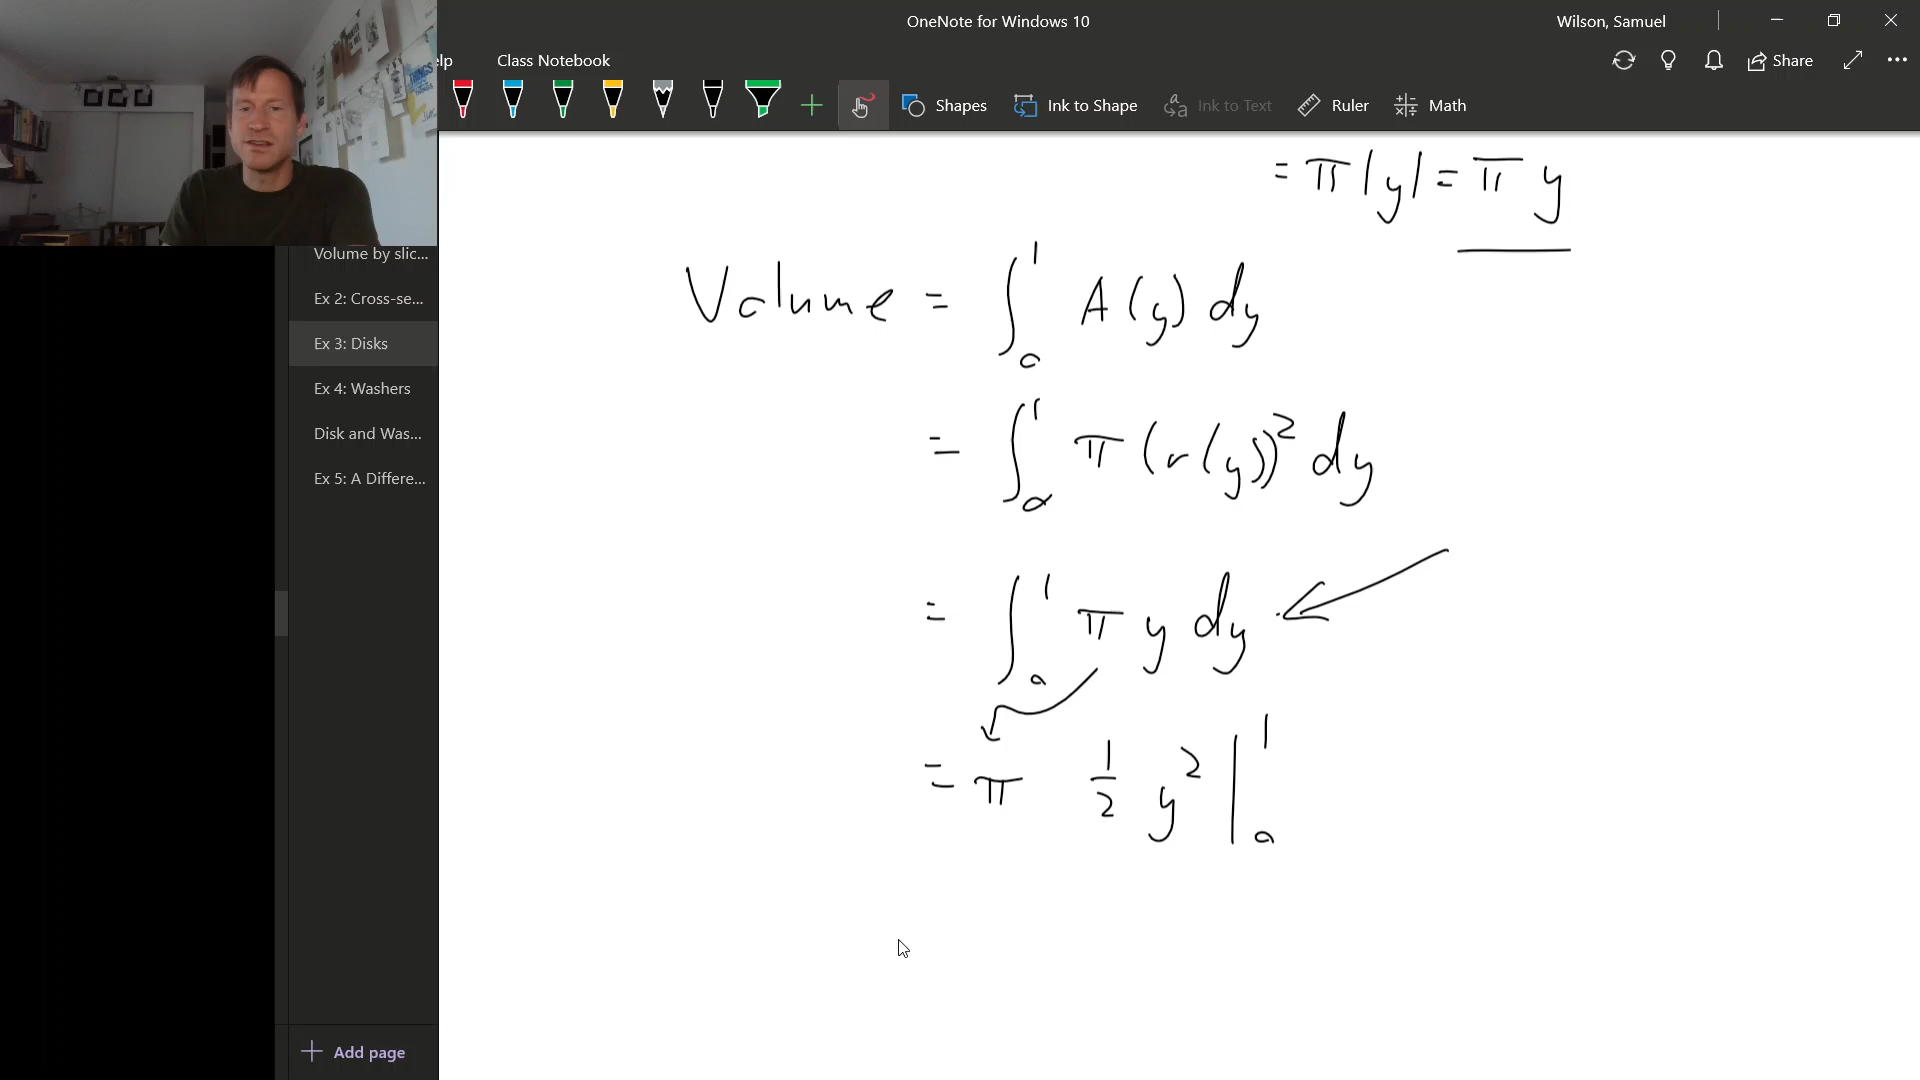 OneNote for Windows 10
Wilson, Samuel
lp
Class Notebook
Share
Shapes
Ink to Shape
Ink to Text
Ruler
Math
= π |y| = π y
Volume = ∫₀¹ A(y) dy
= ∫₀¹ π (r(y))² dy
= ∫₀¹ π y dy
= π 1/2 y² |₀¹
Volume by slic...
Ex 2: Cross-se...
Ex 3: Disks
Ex 4: Washers
Disk and Was...
Ex 5: A Differe...
Add page